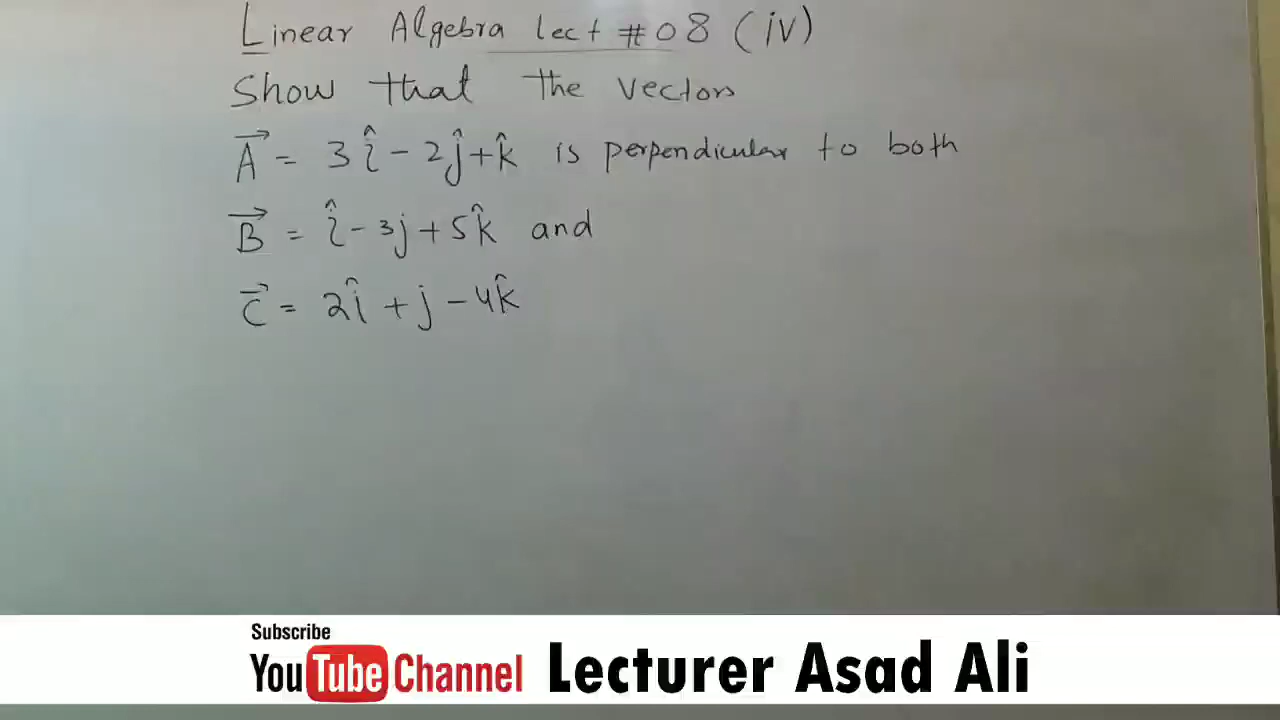 Linear Algebra Lect #08 (iv)
Show that the vectors
A⃗ = 3î - 2ĵ + k̂ is perpendicular to both
B⃗ = î - 3j + 5k̂ and
C⃗ = 2î + j - 4k̂
Subscribe
YouTube Channel Lecturer Asad Ali